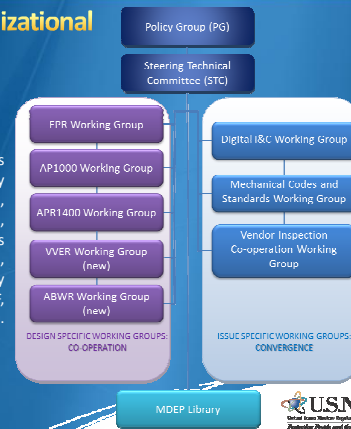 izational
Policy Group (PG)
Steering Technical
Committee (STC)
FPR Working Group
AP1000 Working Group
APR1400 Working Group
VVER Working Group
(new)
ABWR Working Group
(new)
DESIGN SPECIFIC WORKING GROUPS:
CO-OPERATION
Digital I&C Working Group
Mechanical Codes and
Standards Working Group
Vendor Inspection
Co-operation Working
Group
ISSUE SPECIFIC WORKING GROUPS:
CONVERGENCE
MDEP Library
U.S.N